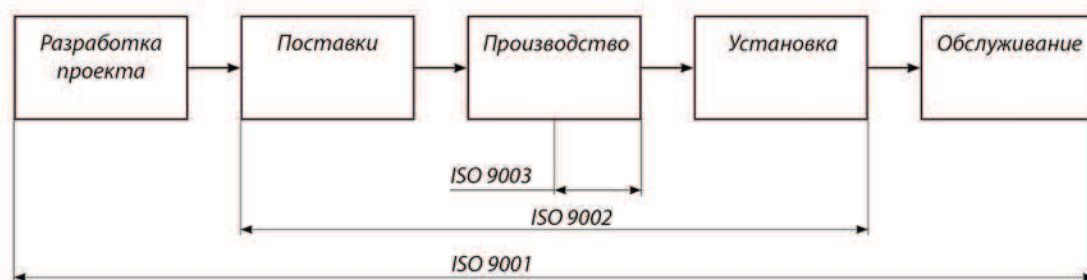 Разработка
проекта
Поставки
Производство
Установка
Обслуживание
ISO 9003
ISO 9002
ISO 9001